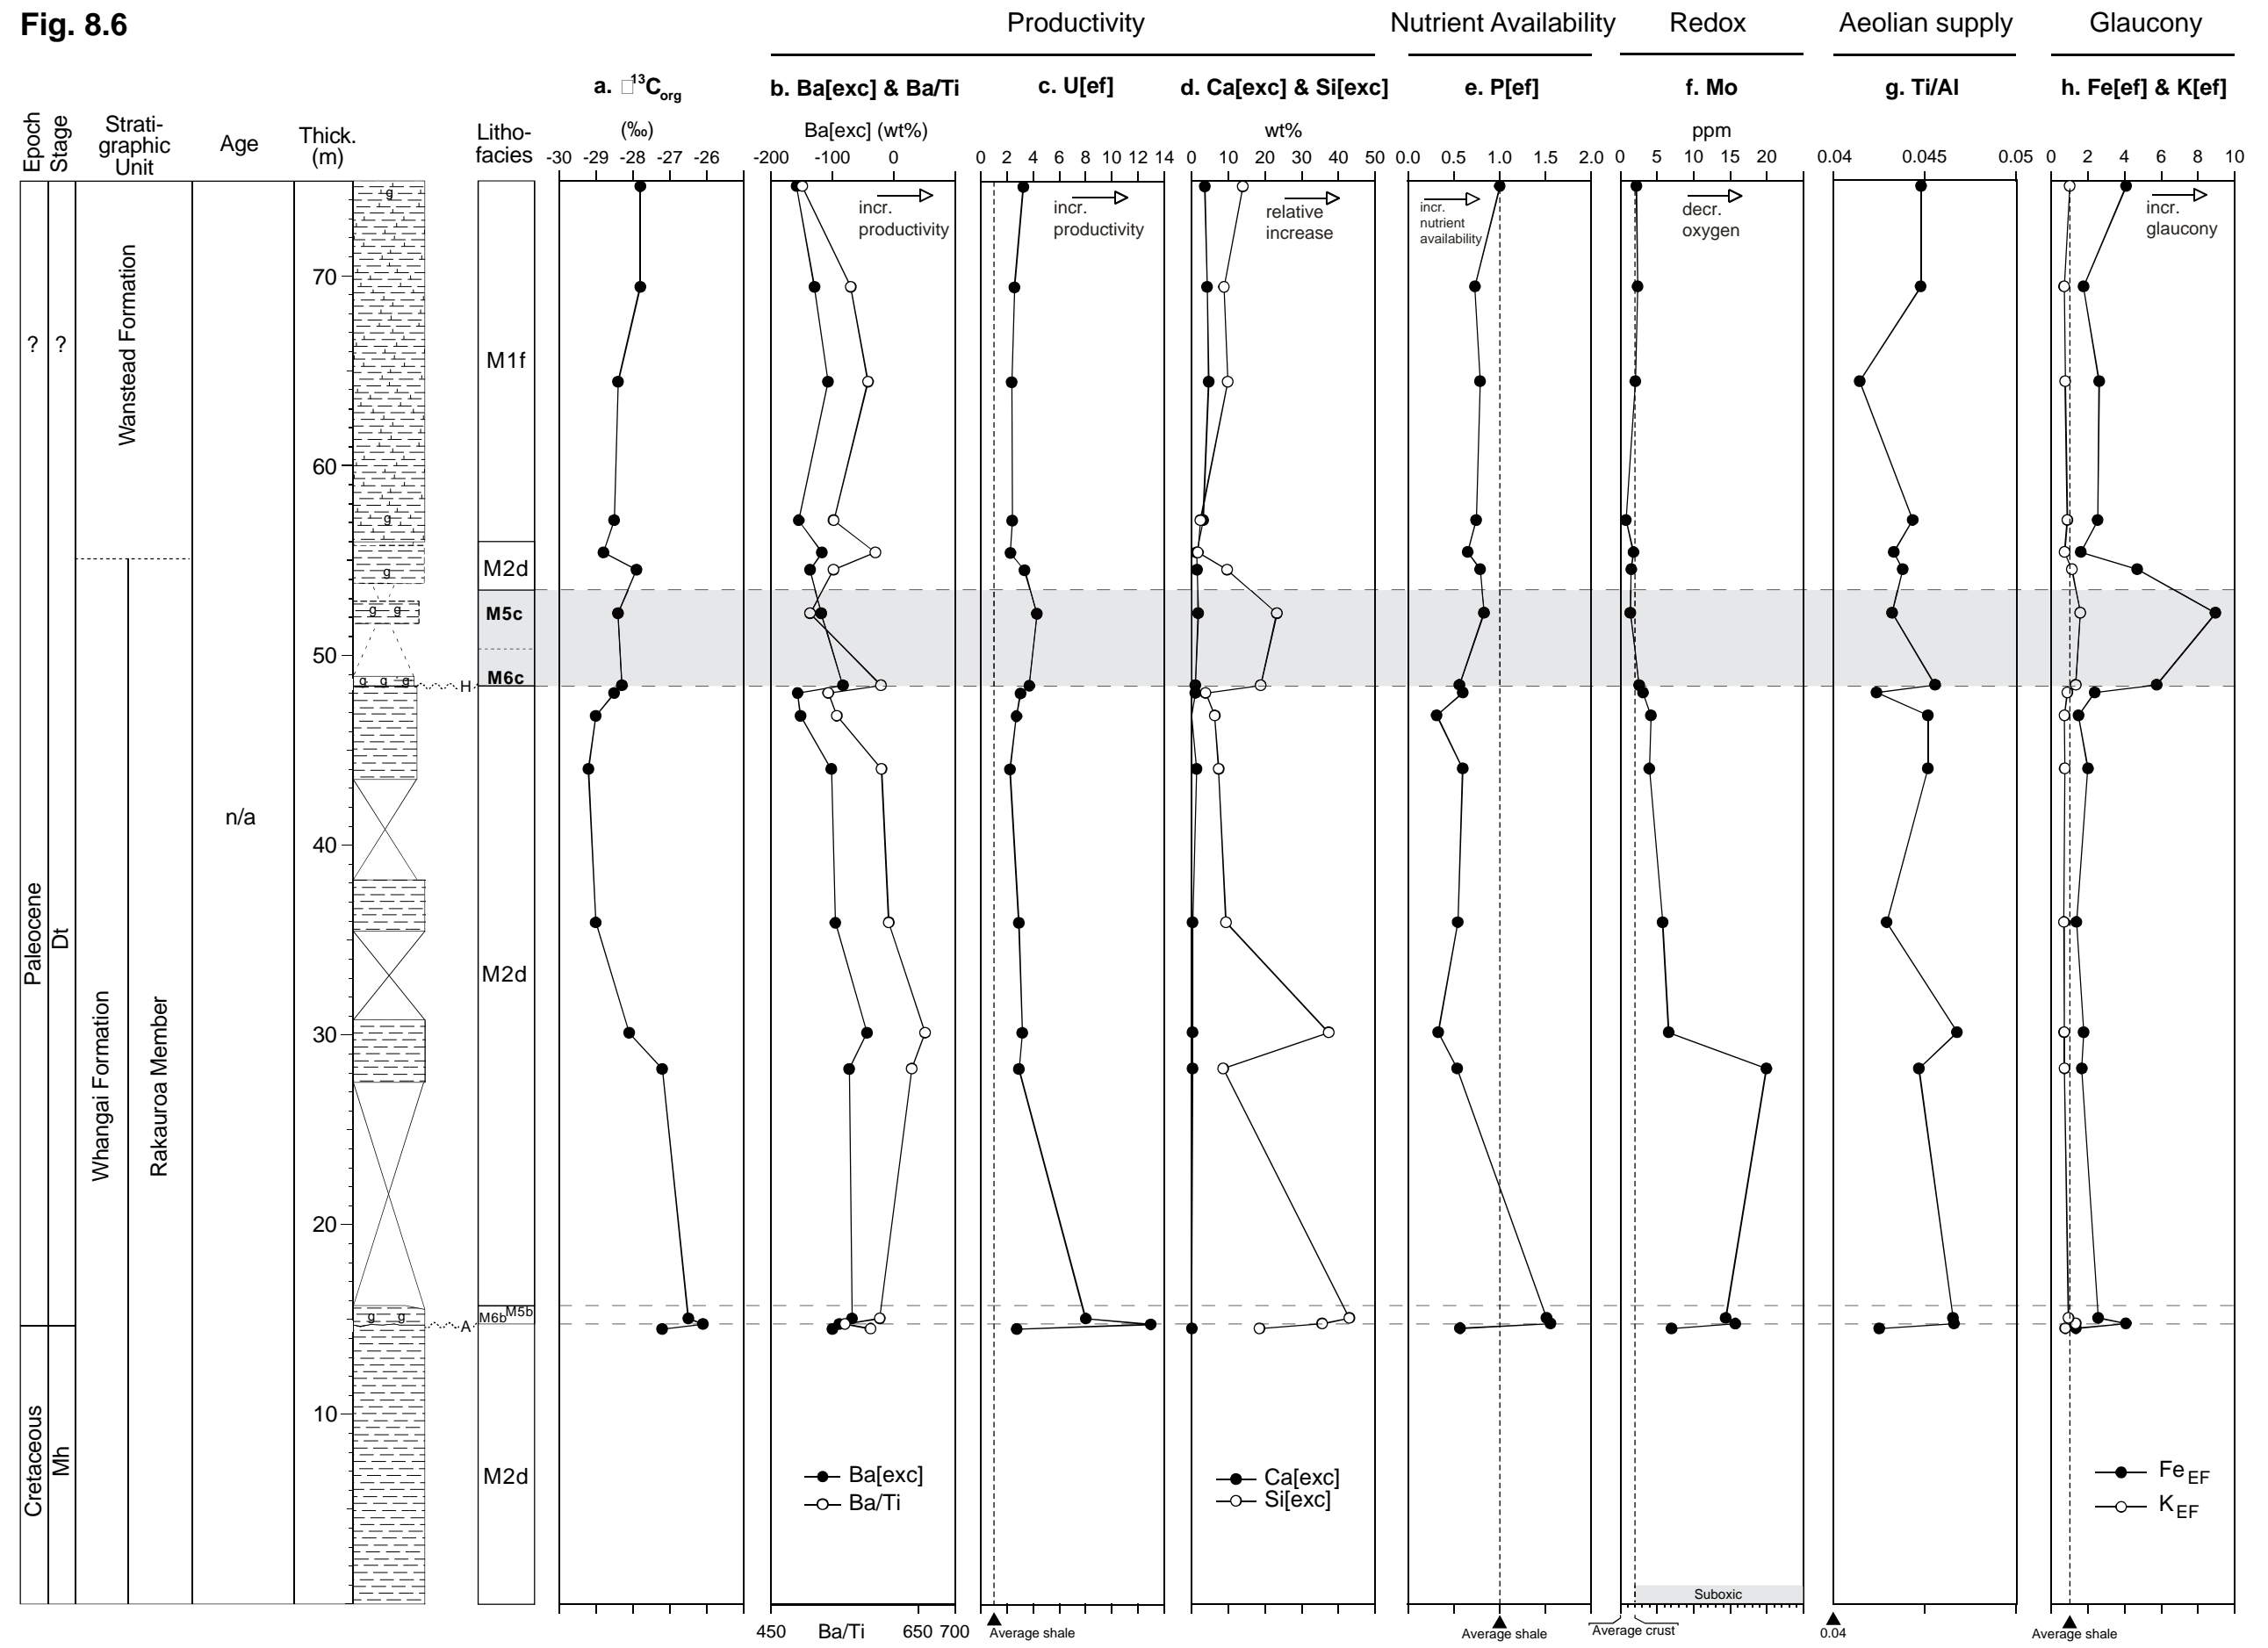 Fig. 8.6
Productivity
Nutrient Availability
Redox
Aeolian supply
Glaucony
a. □13Corg
b. Ba[exc] & Ba/Ti
c. U[ef]
d. Ca[exc] & Si[exc]
e. P[ef]
f. Mo
g. Ti/Al
h. Fe[ef] & K[ef]
Epoch
Stage
Strati-
graphic
Unit
Age
Thick.
(m)
Litho-
facies
(‰)
Ba[exc] (wt%)
wt%
ppm
-30 -29 -28 -27 -26
-200 -100 0
0 2 4 6 8 10 12 14
0 10 20 30 40 50
0.0 0.5 1.0 1.5 2.0
0 5 10 15 20
0.04 0.045 0.05
0 2 4 6 8 10
incr.
productivity
incr.
productivity
relative
increase
incr.
nutrient
availability
decr.
oxygen
incr.
glaucony
? ?
Wanstead Formation
Paleocene
Dt
Whangai Formation
Rakauroa Member
n/a
Cretaceous
Mh
70
60
50
40
30
20
10
g
g
g
g g
g g g
g g
H
A
M1f
M2d
M5c
M6c
M2d
M6b M5b
M2d
Ba[exc]
Ba/Ti
Ca[exc]
Si[exc]
Fe EF
K EF
Suboxic
450 Ba/Ti 650 700
Average shale
Average shale
Average crust
0.04
Average shale